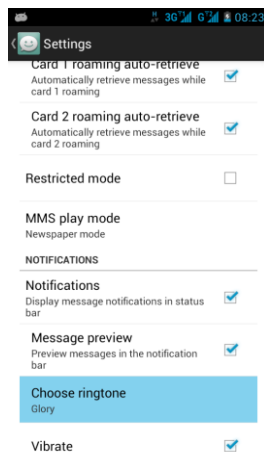 H 3G G 08:23
Settings
Card 1 roaming auto-retrieve
Automatically retrieve messages while
card 1 roaming
Card 2 roaming auto-retrieve
Automatically retrieve messages while
card 2 roaming
Restricted mode
MMS play mode
Newspaper mode
NOTIFICATIONS
Notifications
Display message notifications in status
bar
Message preview
Preview messages in the notification
bar
Choose ringtone
Glory
Vibrate